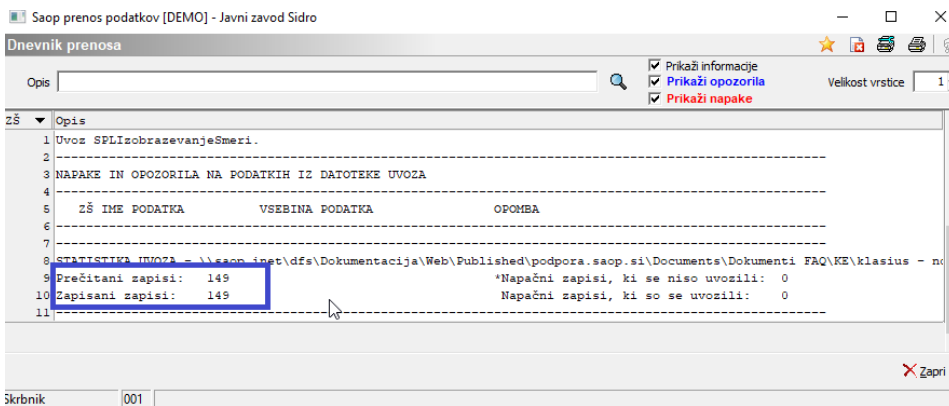 Saop prenos podatkov [DEMO] - Javni zavod Sidro
Dnevnik prenosa
Prikaži informacije
Opis
Prikaži opozorila
Velikost vrstice 1
Prikaži napake
ZŠ Opis
1 Uvoz SPLIzobrazevanjeSmeri.
2 ----------------------------------------------------------------
3 NAPAKE IN OPOZORILA NA PODATKIH IZ DATOTEKE UVOZA
4 ----------------------------------------------------------------
5 ZŠ IME PODATKA VSEBINA PODATKA OPOMBA
6 ----------------------------------------------------------------
7 ----------------------------------------------------------------
8 STATISTIKA UVOZA - \\saop.inet\dfs\Dokumentacija\Web\Published\podpora.saop.si\Documents\Dokumenti FAQ\KE\klasius - no
9 Prečitani zapisi: 149 *Napačni zapisi, ki se niso uvozili: 0
10 Zapisani zapisi: 149 Napačni zapisi, ki so se uvozili: 0
11 ----------------------------------------------------------------
Zapri
Skrbnik 001